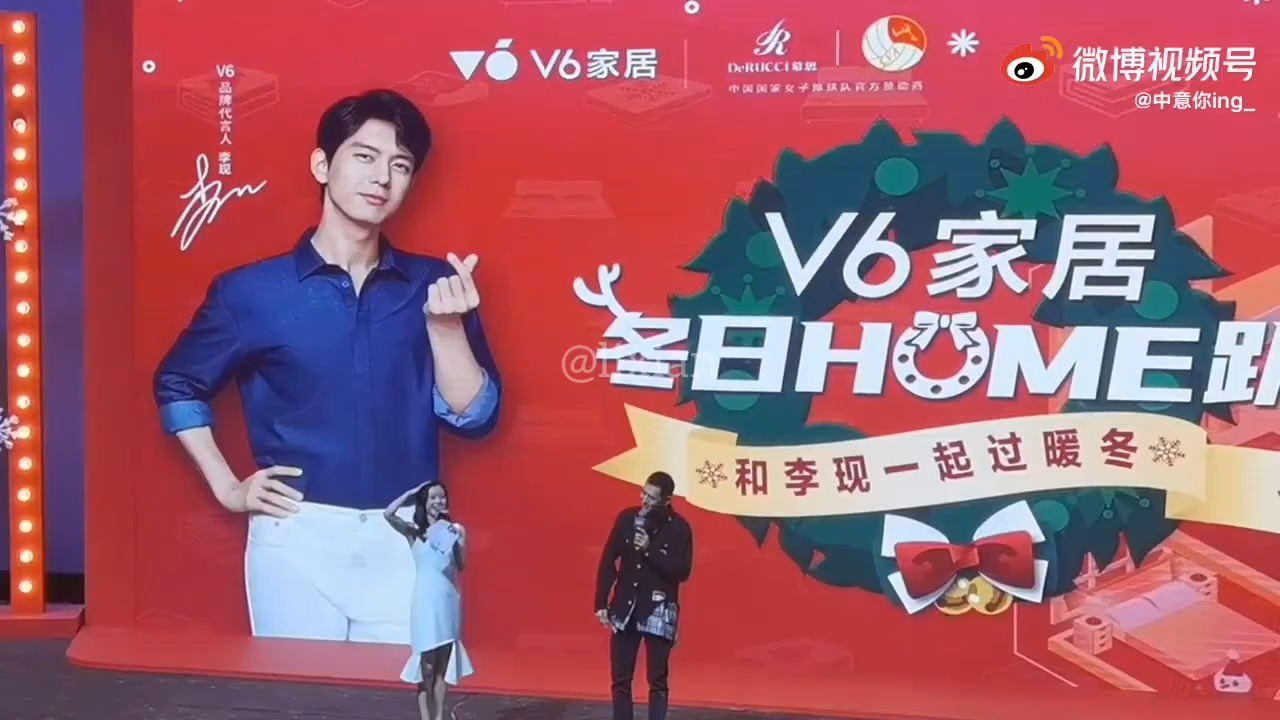 V6家居
DeRUCCI慕思
中国国家女子排球队官方赞助商
微博视频号
@中意你ing_
V6
品牌代言人
李现
V6家居
冬日HOME趴
@lixian
和李现一起过暖冬